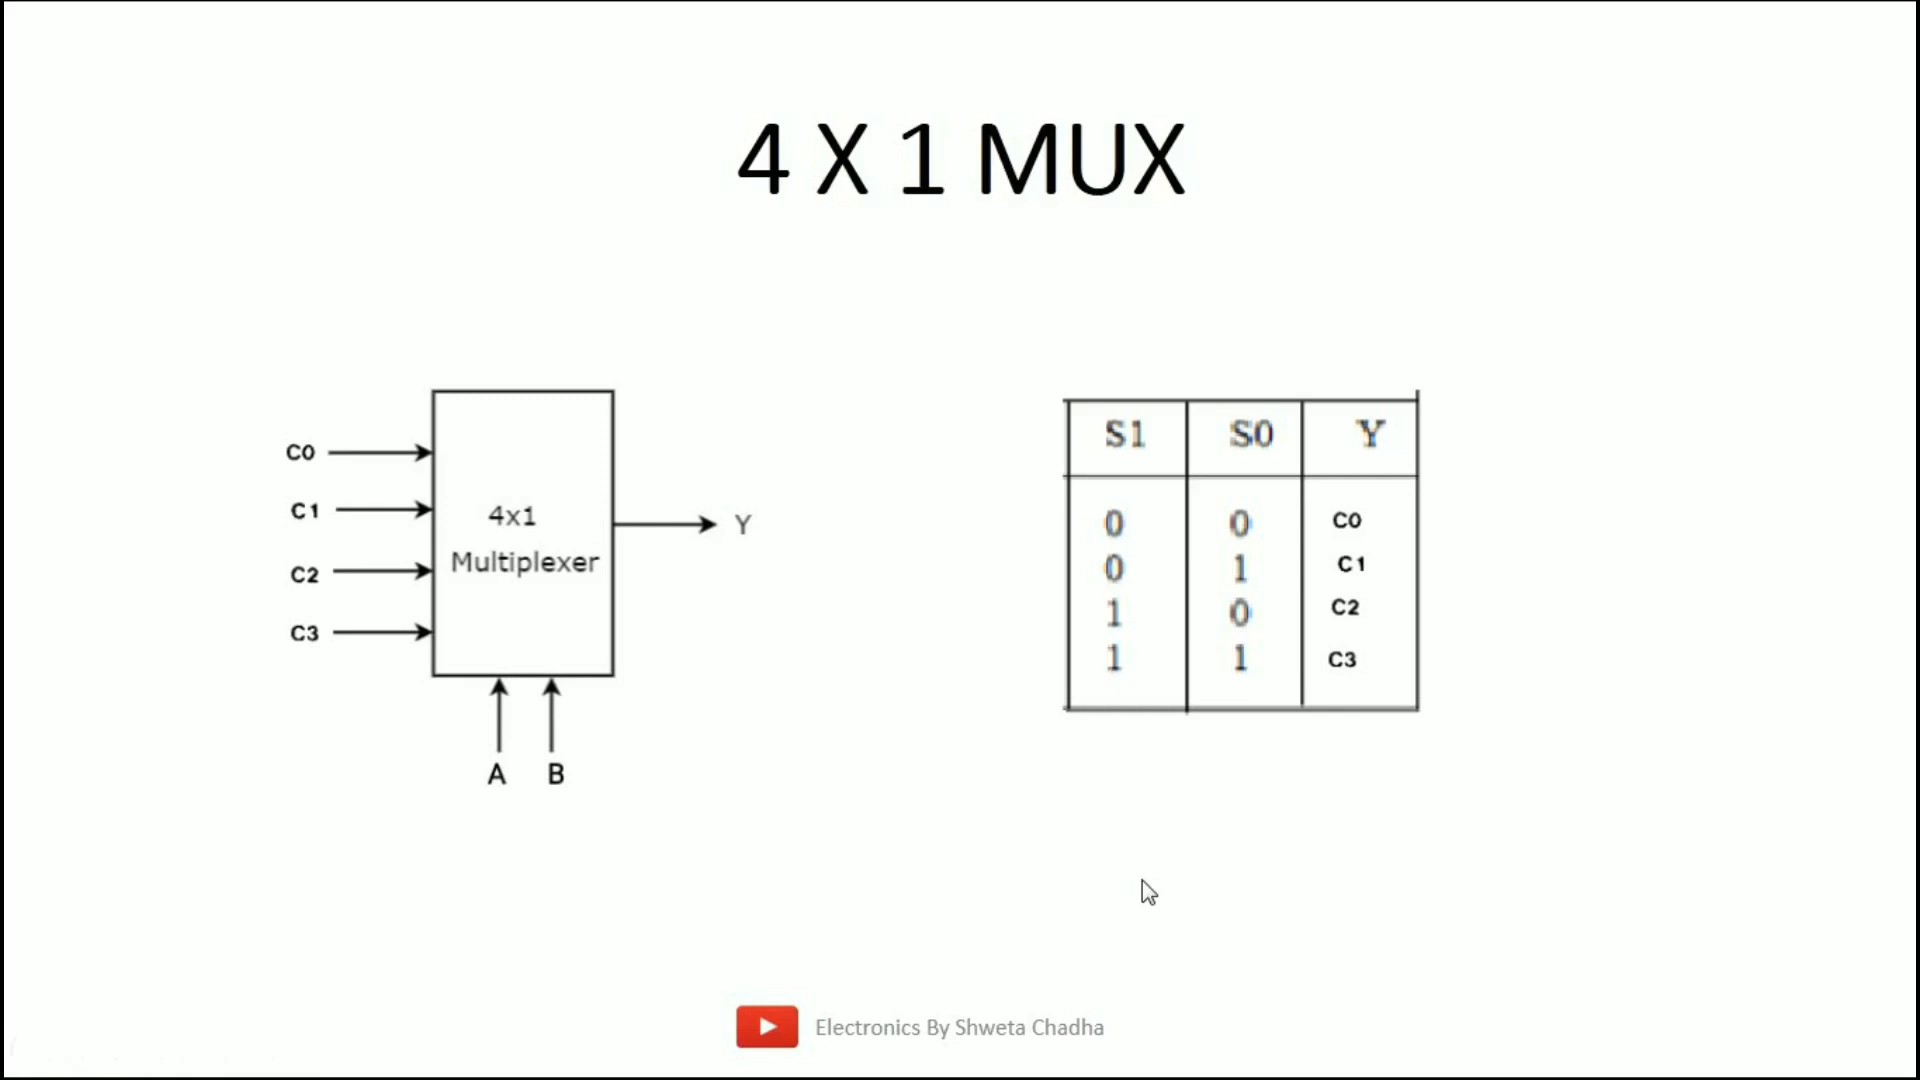 4 X 1 MUX
C0
C1
C2
C3
4x1
Multiplexer
Y
A B
S1 S0 Y
0 0 C0
0 1 C1
1 0 C2
1 1 C3
Electronics By Shweta Chadha